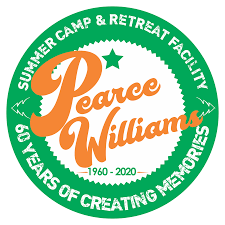 SUMMER CAMP & RETREAT FACILITY
Pearce
Williams
1960 - 2020
60 YEARS OF CREATING MEMORIES